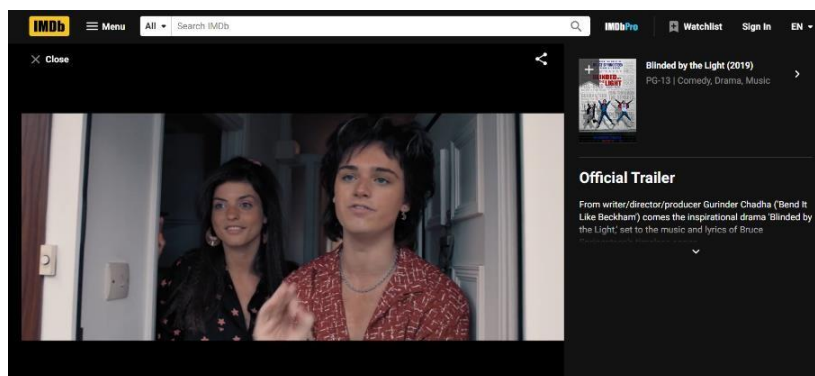 IMDb Menu All Search IMDb IMDbPro Watchlist Sign In EN
Close
Blinded by the Light (2019)
PG-13 | Comedy, Drama, Music
BLINDED
LIGHT
Official Trailer
From writer/director/producer Gurinder Chadha ('Bend It
Like Beckham') comes the inspirational drama 'Blinded by
the Light,' set to the music and lyrics of Bruce